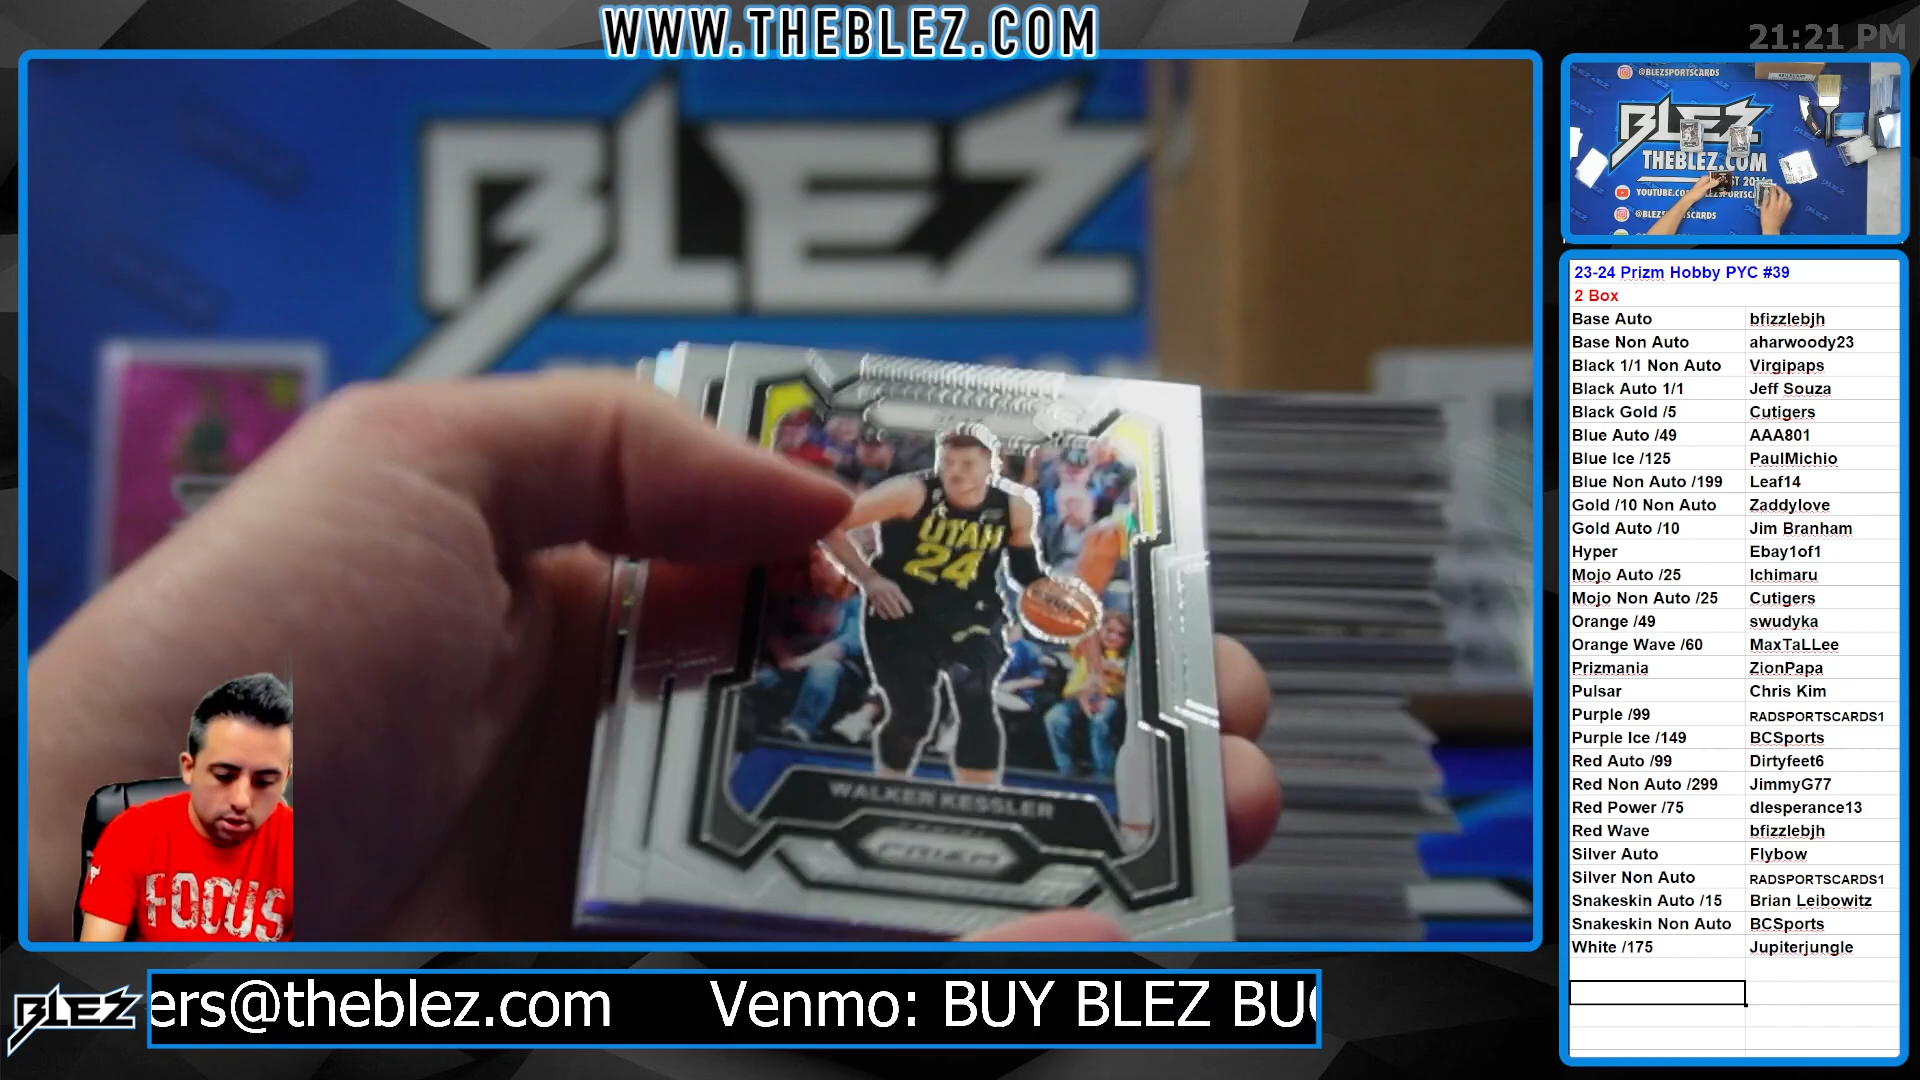 WWW.THEBLEZ.COM
21:21 PM
BLEZ
@BLEZSPORTSCARDS
BLEZ
THEBLEZ.COM
UTAH
24
WALKER KESSLER
PRIZM
FOCUS
23-24 Prizm Hobby PYC #39
2 Box
Base Auto bfizzlebjh
Base Non Auto aharwoody23
Black 1/1 Non Auto Virgipaps
Black Auto 1/1 Jeff Souza
Black Gold /5 Cutigers
Blue Auto /49 AAA801
Blue Ice /125 PaulMichio
Blue Non Auto /199 Leaf14
Gold /10 Non Auto Zaddylove
Gold Auto /10 Jim Branham
Hyper Ebay1of1
Mojo Auto /25 Ichimaru
Mojo Non Auto /25 Cutigers
Orange /49 swudyka
Orange Wave /60 MaxTaLLee
Prizmania ZionPapa
Pulsar Chris Kim
Purple /99 RADSPORTSCARDS1
Purple Ice /149 BCSports
Red Auto /99 Dirtyfeet6
Red Non Auto /299 JimmyG77
Red Power /75 dlesperance13
Red Wave bfizzlebjh
Silver Auto Flybow
Silver Non Auto RADSPORTSCARDS1
Snakeskin Auto /15 Brian Leibowitz
Snakeskin Non Auto BCSports
White /175 Jupiterjungle
BLEZ
ers@theblez.com Venmo: BUY BLEZ BUC